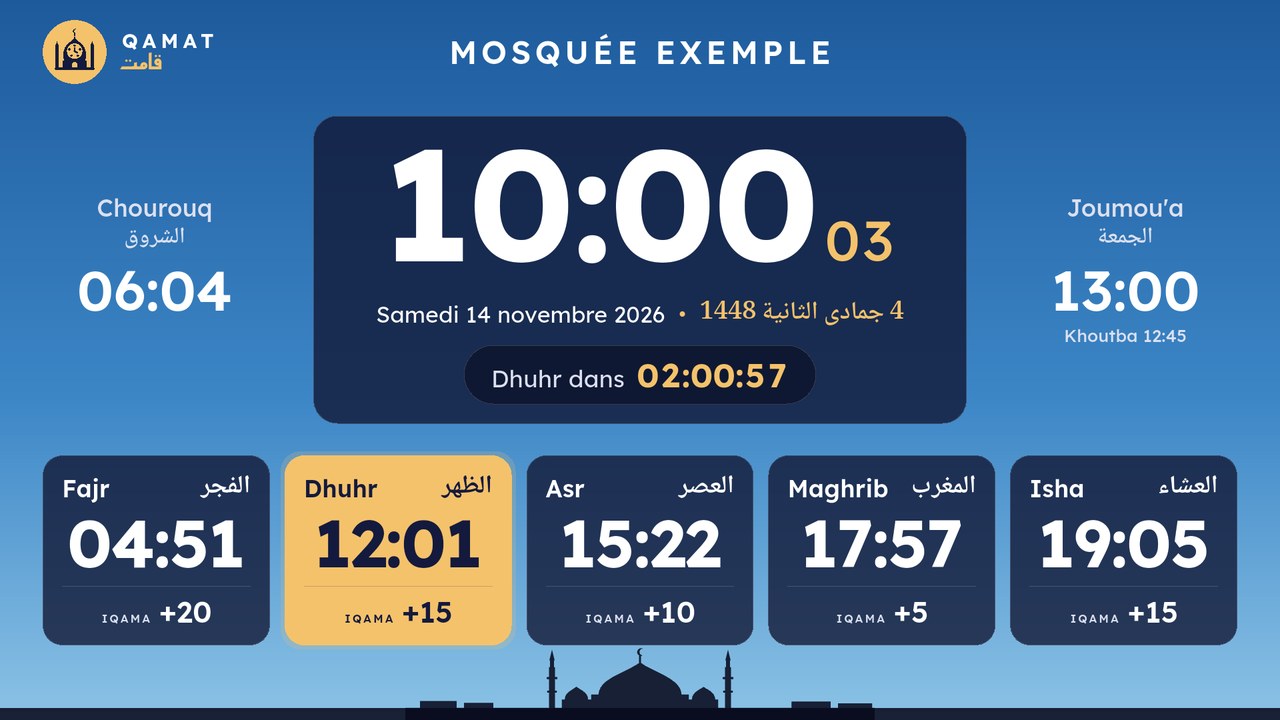 QAMAT
قامت
MOSQUÉE EXEMPLE
Chourouq
الشروق
06:04
10:00 03
Samedi 14 novembre 2026 • 4 جمادى الثانية 1448
Dhuhr dans 02:00:57
Joumou'a
الجمعة
13:00
Khoutba 12:45
Fajr الفجر
04:51
IQAMA +20
Dhuhr الظهر
12:01
IQAMA +15
Asr العصر
15:22
IQAMA +10
Maghrib المغرب
17:57
IQAMA +5
Isha العشاء
19:05
IQAMA +15